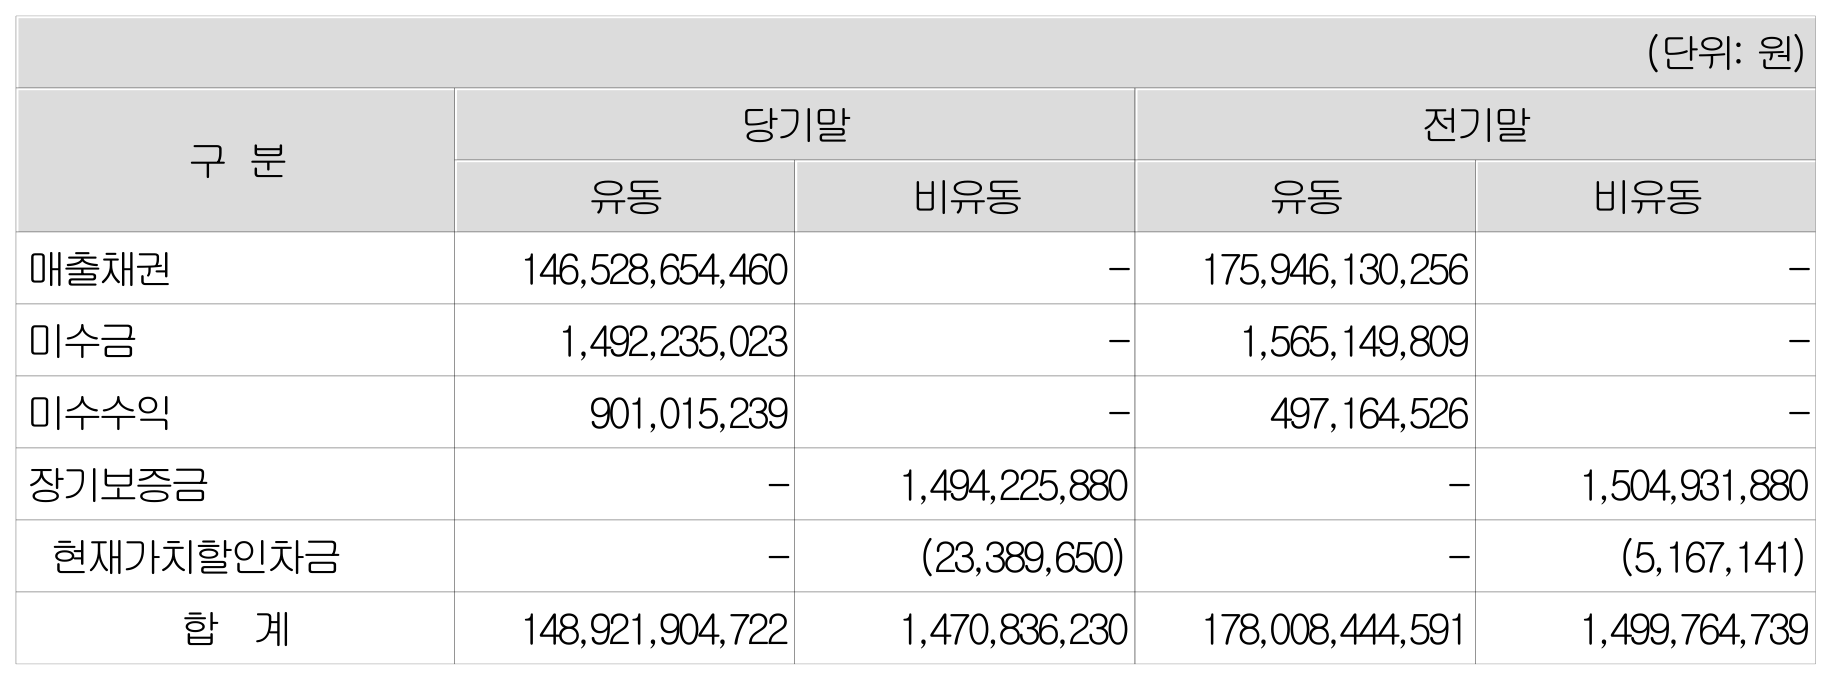 (단위: 원)
구 분 당기말 전기말
유동 비유동 유동 비유동
매출채권 146,528,654,460 - 175,946,130,256 -
미수금 1,492,235,023 - 1,565,149,809 -
미수수익 901,015,239 - 497,164,526 -
장기보증금 - 1,494,225,880 - 1,504,931,880
현재가치할인차금 - (23,389,650) - (5,167,141)
합 계 148,921,904,722 1,470,836,230 178,008,444,591 1,499,764,739